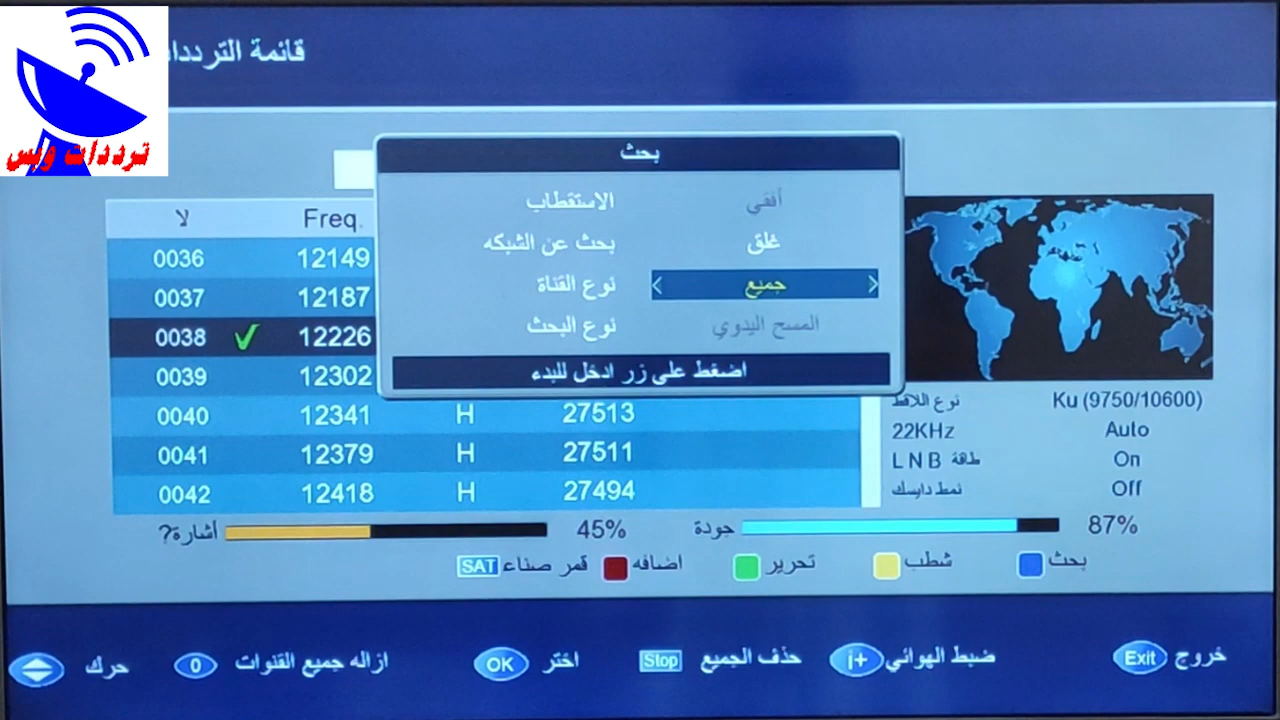 قائمة الترددا
ترددات ويس
بحث
الاستقطاب أفقي
بحث عن الشبكه غلق
نوع القناة جميع
نوع البحث المسح اليدوي
اضغط على زر ادخل للبدء
لا Freq.
0036 12149
0037 12187
0038 12226
0039 12302
0040 12341 H 27513
0041 12379 H 27511
0042 12418 H 27494
نوع اللاقط Ku (9750/10600)
22KHz Auto
طاقة LNB On
نمط دايسك Off
أشارة? 45% جودة 87%
SAT قمر صناء اضافه تحرير شطب بحث
حرك 0 ازاله جميع القنوات OK اختر Stop حذف الجميع i+ ضبط الهوائي Exit خروج